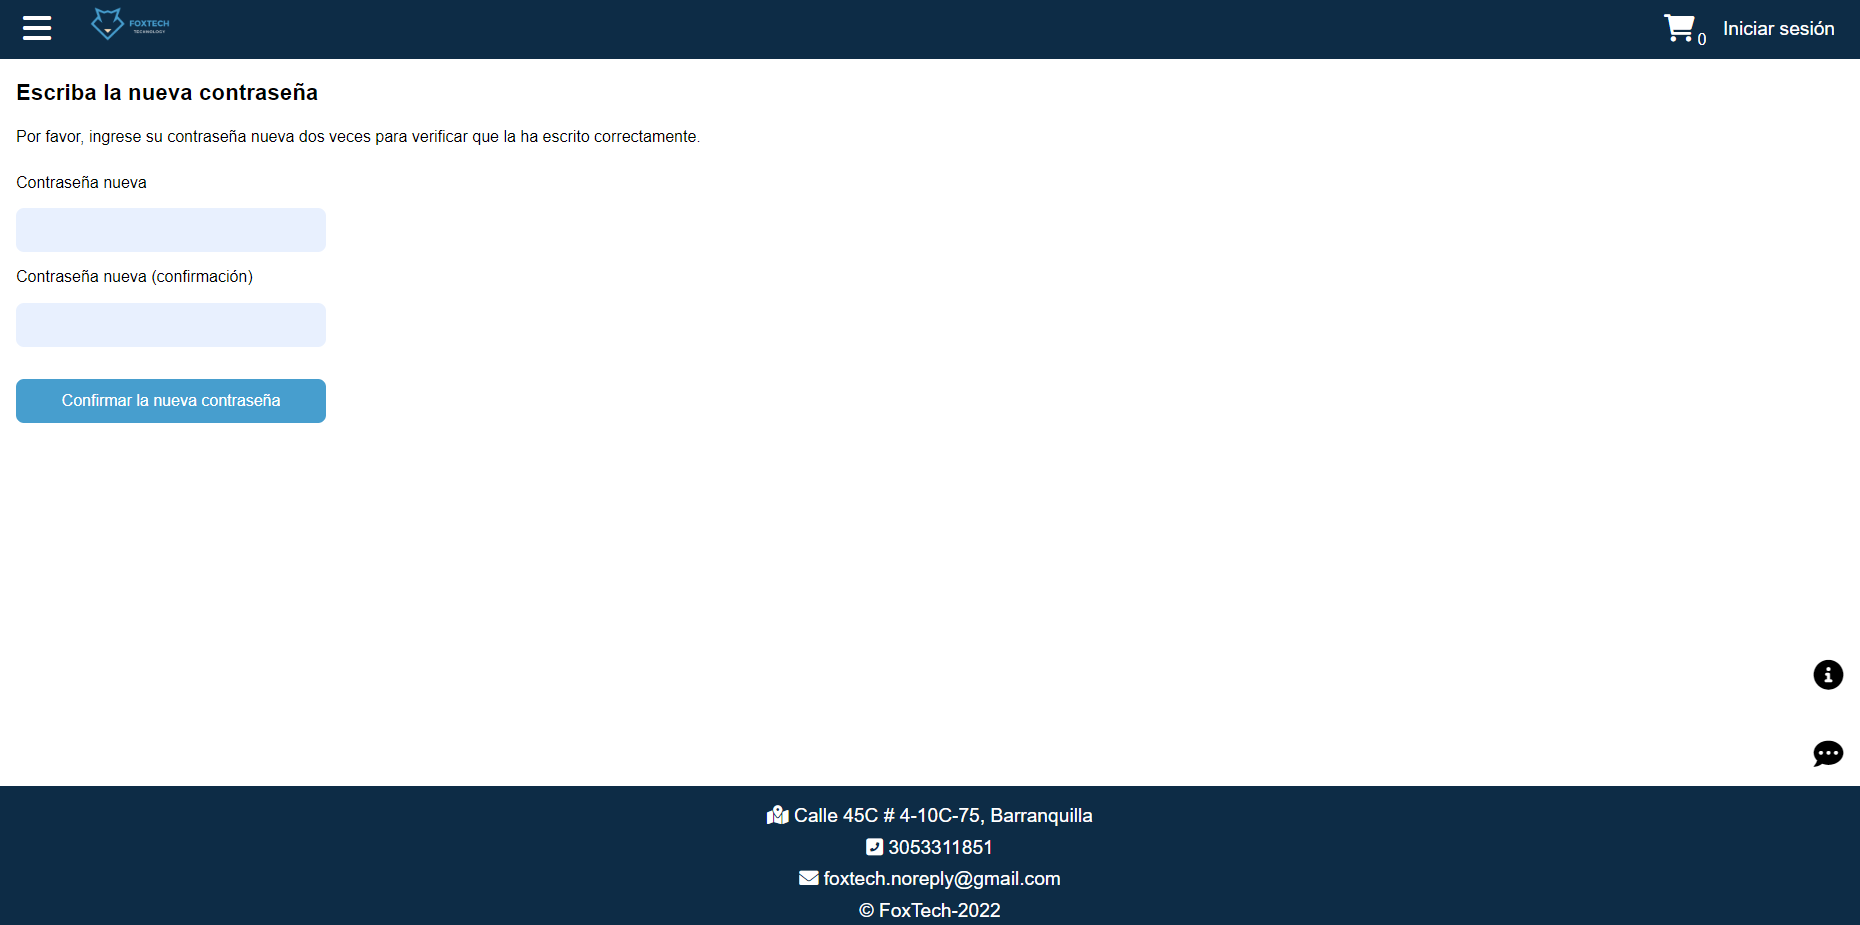 FOXTECH
TECHNOLOGY
0
Iniciar sesión
Escriba la nueva contraseña
Por favor, ingrese su contraseña nueva dos veces para verificar que la ha escrito correctamente.
Contraseña nueva
Contraseña nueva (confirmación)
Confirmar la nueva contraseña
Calle 45C # 4-10C-75, Barranquilla
3053311851
foxtech.noreply@gmail.com
© FoxTech-2022